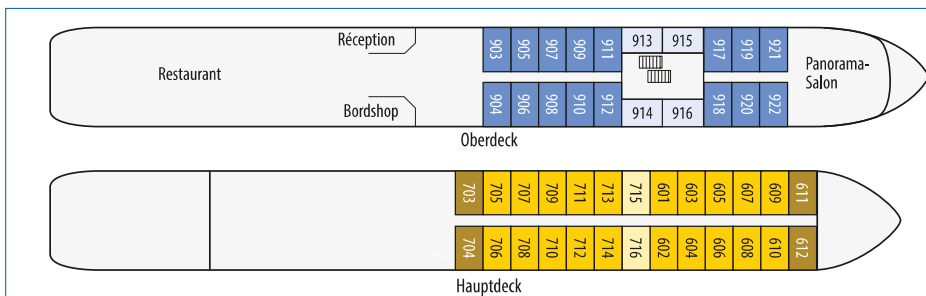 Réception
Restaurant
Bordshop
903 905 907 909 911 913 915 917 919 921
904 906 908 910 912 914 916 918 920 922
Panorama-
Salon
Oberdeck
703 705 707 709 711 713 715 601 603 605 607 609 611
704 706 708 710 712 714 716 602 604 606 608 610 612
Hauptdeck